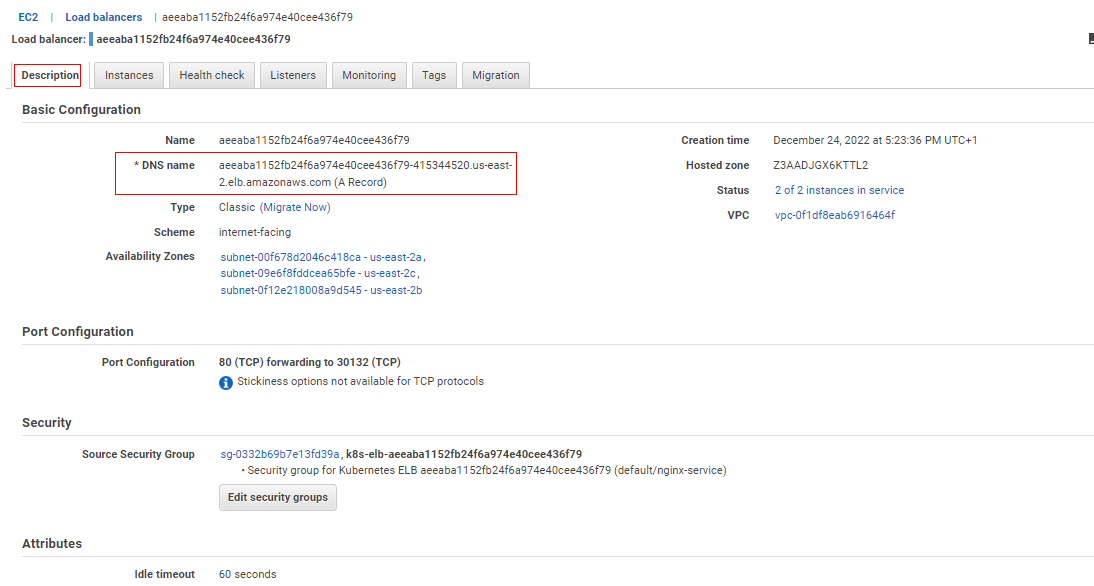 EC2 | Load balancers | aeeaba1152fb24f6a974e40cee436f79
Load balancer: aeeaba1152fb24f6a974e40cee436f79
Description Instances Health check Listeners Monitoring Tags Migration
Basic Configuration
Name aeeaba1152fb24f6a974e40cee436f79 Creation time December 24, 2022 at 5:23:36 PM UTC+1
* DNS name aeeaba1152fb24f6a974e40cee436f79-415344520.us-east- Hosted zone Z3AADJGX6KTTL2
2.elb.amazonaws.com (A Record)
Status 2 of 2 instances in service
Type Classic (Migrate Now)
VPC vpc-0f1df8eab6916464f
Scheme internet-facing
Availability Zones subnet-00f678d2046c418ca - us-east-2a,
subnet-09e6f8fddcea65bfe - us-east-2c,
subnet-0f12e218008a9d545 - us-east-2b
Port Configuration
Port Configuration 80 (TCP) forwarding to 30132 (TCP)
Stickiness options not available for TCP protocols
Security
Source Security Group sg-0332b69b7e13fd39a, k8s-elb-aeeaba1152fb24f6a974e40cee436f79
• Security group for Kubernetes ELB aeeaba1152fb24f6a974e40cee436f79 (default/nginx-service)
Edit security groups
Attributes
Idle timeout 60 seconds